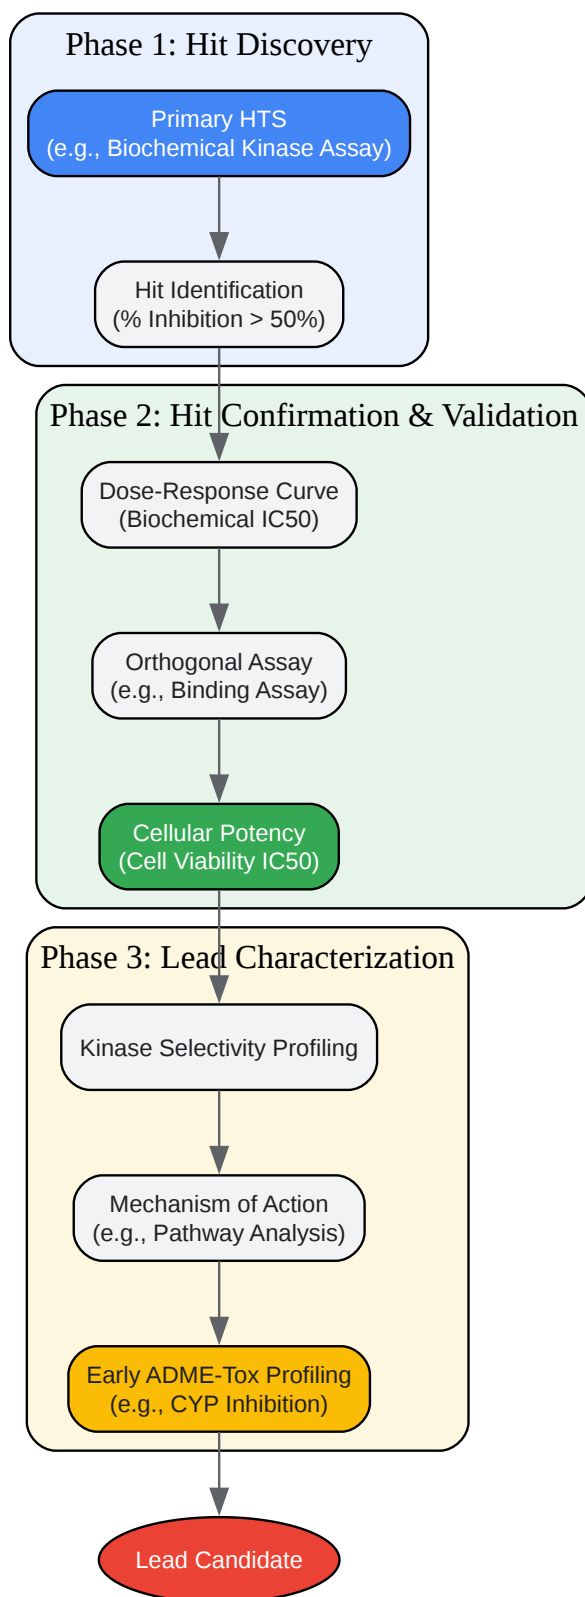 Phase 1: Hit Discovery
Primary HTS
(e.g., Biochemical Kinase Assay)
Hit Identification
(% Inhibition > 50%)
Phase 2: Hit Confirmation & Validation
Dose-Response Curve
(Biochemical IC50)
Orthogonal Assay
(e.g., Binding Assay)
Cellular Potency
(Cell Viability IC50)
Phase 3: Lead Characterization
Kinase Selectivity Profiling
Mechanism of Action
(e.g., Pathway Analysis)
Early ADME-Tox Profiling
(e.g., CYP Inhibition)
Lead Candidate